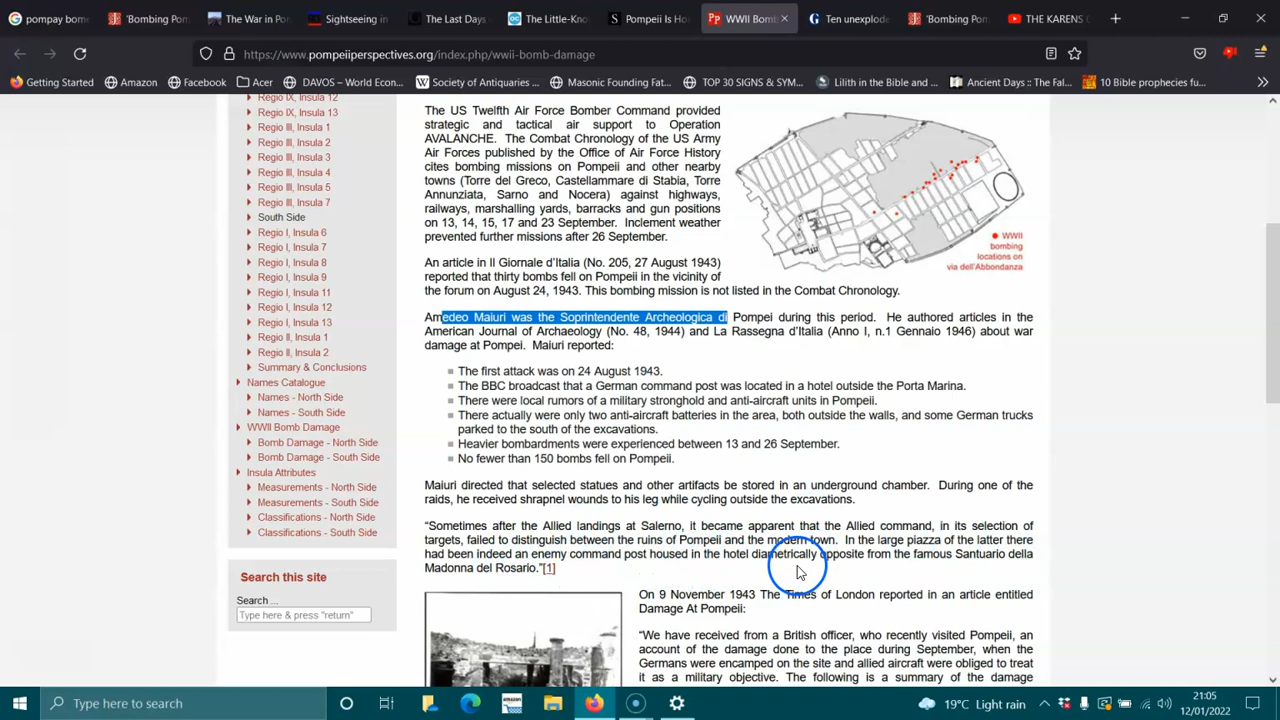 pompay bome
'Bombing Pom
The War in Po
Sightseeing in
The Last Days
The Little-Kno
Pompeii Is Ho
WWII Bomb
Ten unexplode
'Bombing Pom
THE KARENS
https://www.pompeiiperspectives.org/index.php/wwii-bomb-damage
Getting Started
Amazon
Facebook
Acer
DAVOS – World Econ...
Society of Antiquaries ...
Masonic Founding Fat...
TOP 30 SIGNS & SYM...
Lilith in the Bible and ...
Ancient Days :: The Fal...
10 Bible prophecies fu...
Regio IX, Insula 12
Regio IX, Insula 13
Regio III, Insula 1
Regio III, Insula 2
Regio III, Insula 3
Regio III, Insula 4
Regio III, Insula 5
Regio III, Insula 7
South Side
Regio I, Insula 6
Regio I, Insula 7
Regio I, Insula 8
Regio I, Insula 9
Regio I, Insula 11
Regio I, Insula 12
Regio I, Insula 13
Regio II, Insula 1
Regio II, Insula 2
Summary & Conclusions
Names Catalogue
Names - North Side
Names - South Side
WWII Bomb Damage
Bomb Damage - North Side
Bomb Damage - South Side
Insula Attributes
Measurements - North Side
Measurements - South Side
Classifications - North Side
Classifications - South Side
Search this site
Search ...
Type here & press "return"
The US Twelfth Air Force Bomber Command provided
strategic and tactical air support to Operation
AVALANCHE. The Combat Chronology of the US Army
Air Forces published by the Office of Air Force History
cites bombing missions on Pompeii and other nearby
towns (Torre del Greco, Castellammare di Stabia, Torre
Annunziata, Sarno and Nocera) against highways,
railways, marshalling yards, barracks and gun positions
on 13, 14, 15, 17 and 23 September. Inclement weather
prevented further missions after 26 September.
WWII
bombing
locations on
via dell'Abbondanza
An article in Il Giornale d'Italia (No. 205, 27 August 1943)
reported that thirty bombs fell on Pompeii in the vicinity of
the forum on August 24, 1943. This bombing mission is not listed in the Combat Chronology.
Amedeo Maiuri was the Soprintendente Archeologica di Pompei during this period. He authored articles in the
American Journal of Archaeology (No. 48, 1944) and La Rassegna d'Italia (Anno I, n.1 Gennaio 1946) about war
damage at Pompei. Maiuri reported:
The first attack was on 24 August 1943.
The BBC broadcast that a German command post was located in a hotel outside the Porta Marina.
There were local rumors of a military stronghold and anti-aircraft units in Pompeii.
There actually were only two anti-aircraft batteries in the area, both outside the walls, and some German trucks
parked to the south of the excavations.
Heavier bombardments were experienced between 13 and 26 September.
No fewer than 150 bombs fell on Pompeii.
Maiuri directed that selected statues and other artifacts be stored in an underground chamber. During one of the
raids, he received shrapnel wounds to his leg while cycling outside the excavations.
"Sometimes after the Allied landings at Salerno, it became apparent that the Allied command, in its selection of
targets, failed to distinguish between the ruins of Pompeii and the modern town. In the large piazza of the latter there
had been indeed an enemy command post housed in the hotel diametrically opposite from the famous Santuario della
Madonna del Rosario."[1]
On 9 November 1943 The Times of London reported in an article entitled
Damage At Pompeii:
"We have received from a British officer, who recently visited Pompeii, an
account of the damage done to the place during September, when the
Germans were encamped on the site and allied aircraft were obliged to treat
it as a military objective. The following is a summary of the damage
Type here to search
amazon
19°C Light rain
21:05
12/01/2022